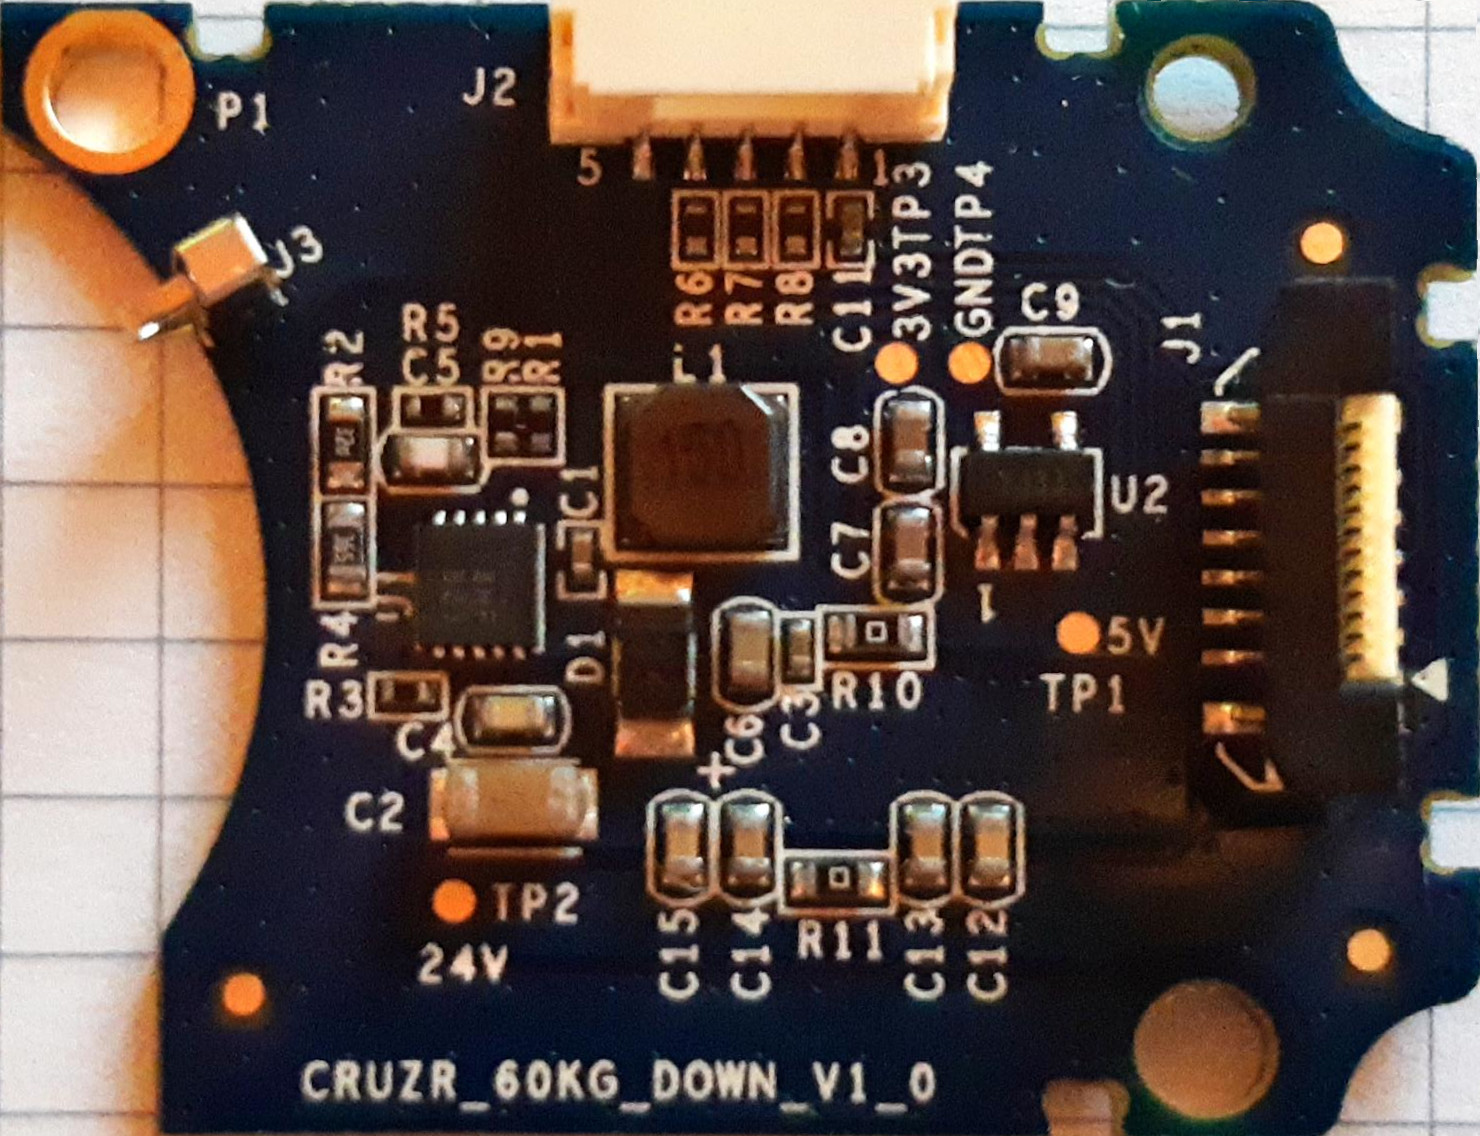 P1
J2
5
1
3V3TP3
GNDTP4
J3
R6
R7
R8
C11
C9
J1
R2
R5
C5
R9
R1
C8
U2
C1
C7
1
R4
D1
5V
R3
R10
TP1
C4
C6
C3
+
C2
TP2
24V
C15
C14
R11
C13
C12
CRUZR_60KG_DOWN_V1_0